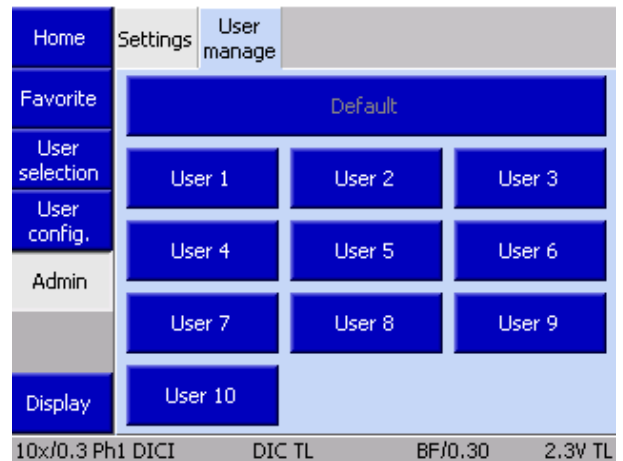 Home
Settings
User
manage
Favorite
Default
User
selection
User 1 User 2 User 3
User
config.
User 4 User 5 User 6
Admin
User 7 User 8 User 9
Display
User 10
10x/0.3 Ph1 DICI DIC TL BF/0.30 2.3V TL